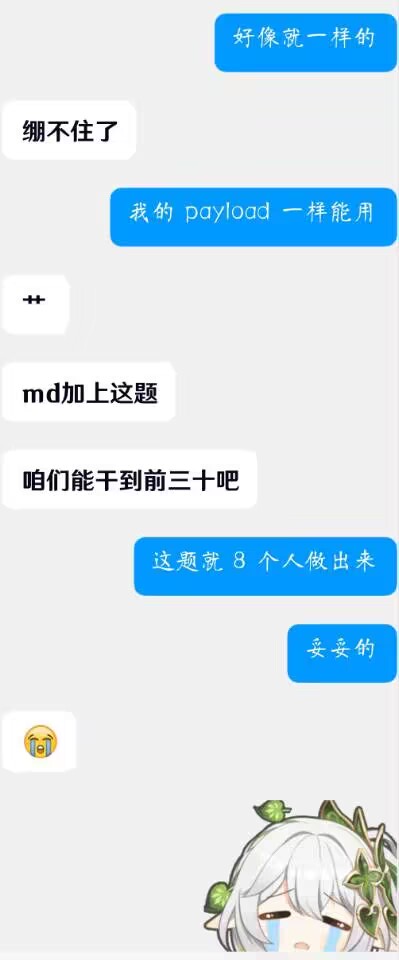 好像就一样的
绷不住了
我的 payload 一样能用
艹
md加上这题
咱们能干到前三十吧
这题就 8 个人做出来
妥妥的